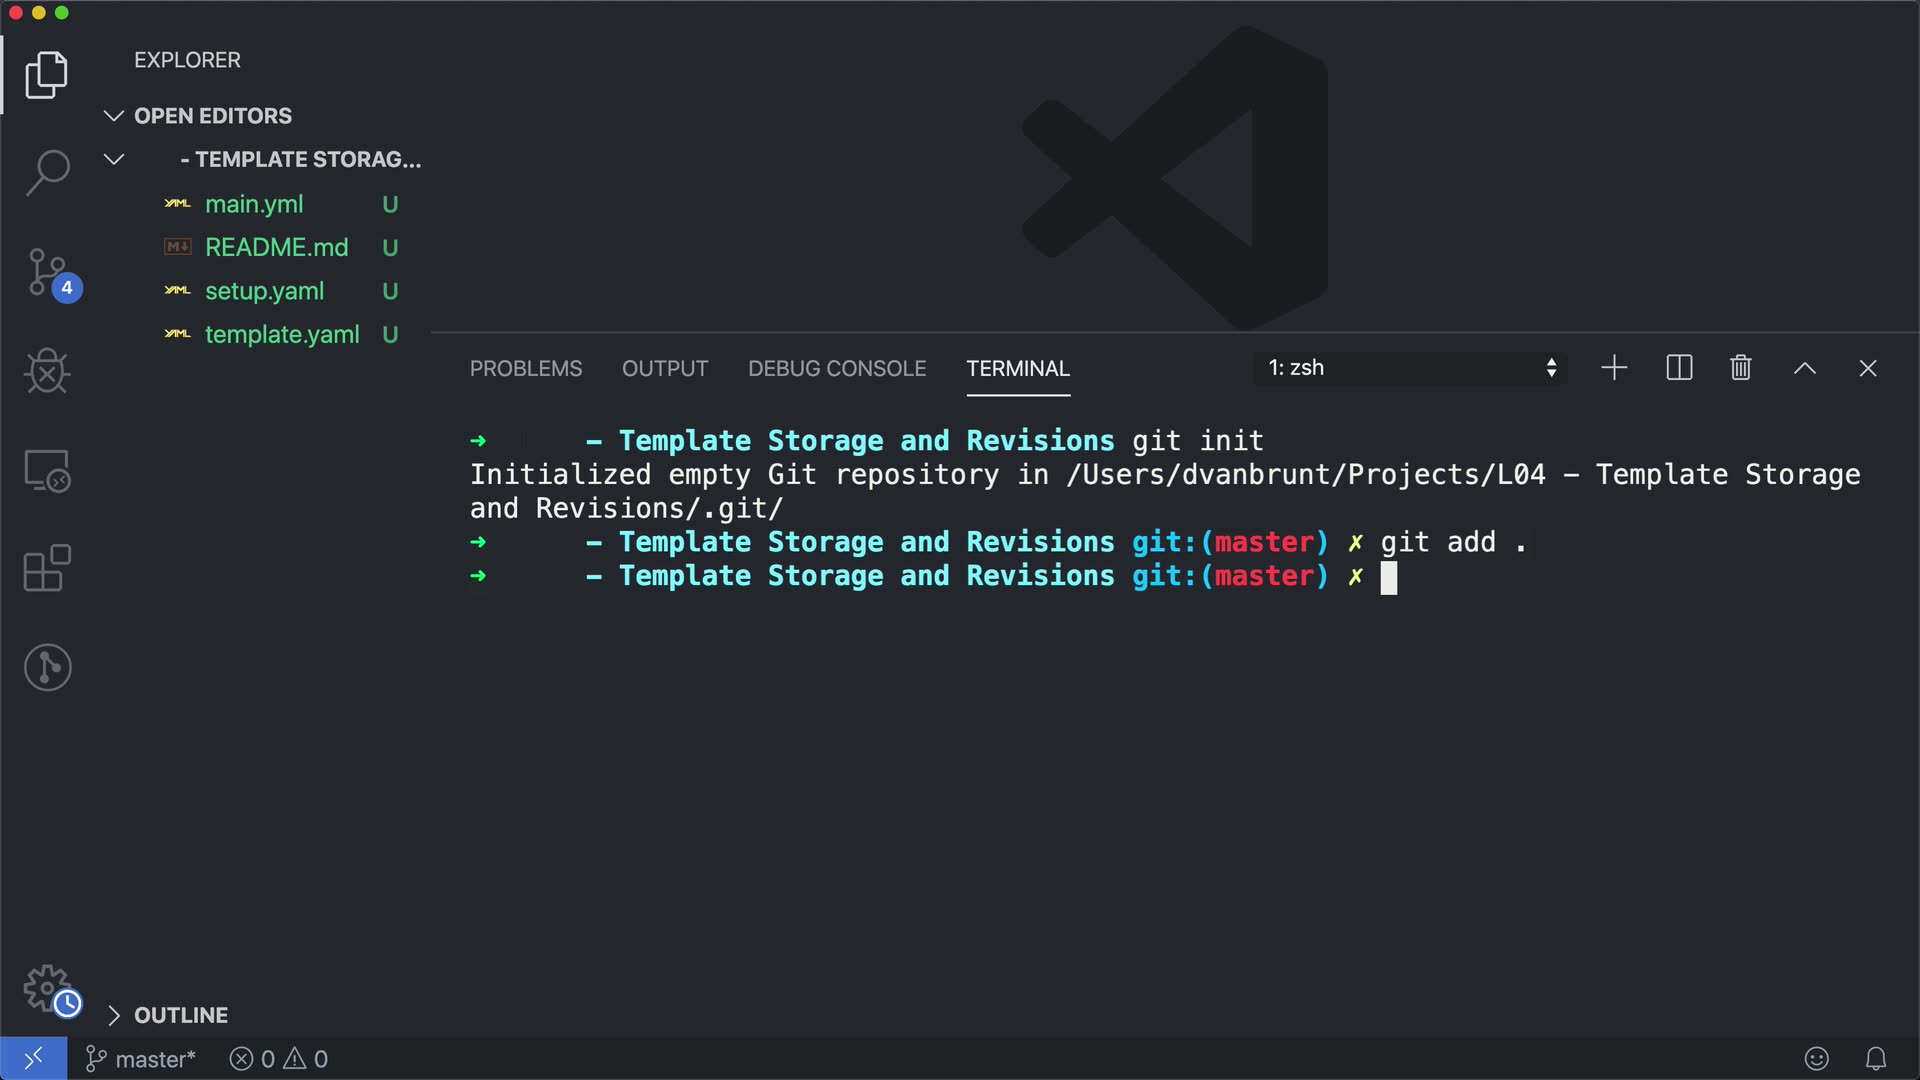 EXPLORER
OPEN EDITORS
- TEMPLATE STORAG...
main.yml U
README.md U
setup.yaml U
template.yaml U
4
PROBLEMS OUTPUT DEBUG CONSOLE TERMINAL 1: zsh
➜ - Template Storage and Revisions git init
Initialized empty Git repository in /Users/dvanbrunt/Projects/L04 - Template Storage
and Revisions/.git/
➜ - Template Storage and Revisions git:(master) ✗ git add .
➜ - Template Storage and Revisions git:(master) ✗
OUTLINE
master* 0 0